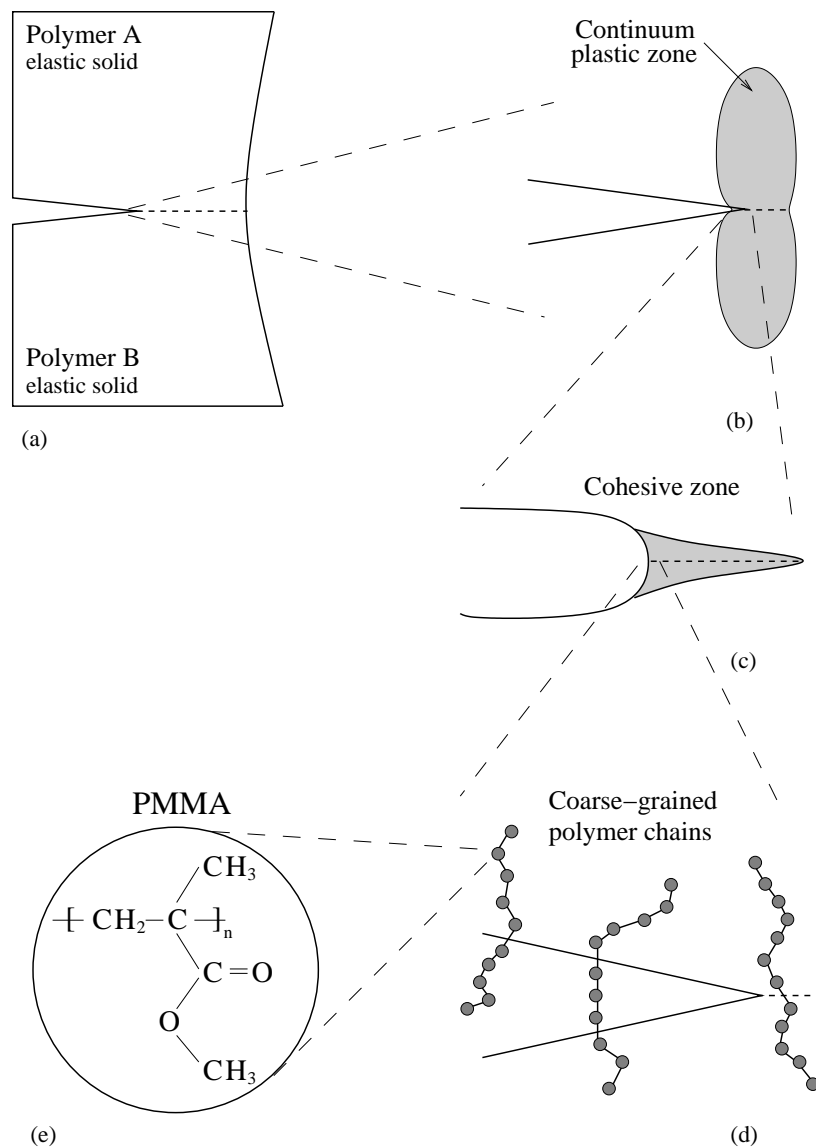 Polymer A
elastic solid
Continuum
plastic zone
Polymer B
elastic solid
(a)
(b)
Cohesive zone
(c)
PMMA
Coarse−grained
polymer chains
CH3
[ CH2 C ]n
C=O
O
CH3
(e)
(d)